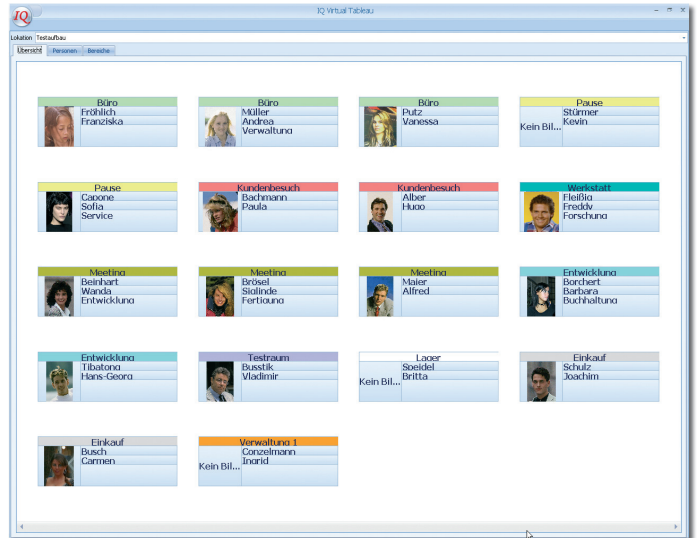 IQ
IQ Virtual Tableau
Lokation Testaufbau
Übersicht Personen Bereiche
Büro
Fröhlich
Franziska
Büro
Müller
Andrea
Verwaltung
Büro
Putz
Vanessa
Pause
Kein Bil...
Stürmer
Kevin
Pause
Capone
Sofia
Service
Kundenbesuch
Bachmann
Paula
Kundenbesuch
Alber
Hugo
Werkstatt
Fleißig
Freddy
Forschung
Meeting
Beinhart
Wanda
Entwicklung
Meeting
Brösel
Siglinde
Fertigung
Meeting
Maier
Alfred
Entwicklung
Borchert
Barbara
Buchhaltung
Entwicklung
Tibatong
Hans-Georg
Testraum
Busstik
Vladimir
Lager
Kein Bil...
Speidel
Britta
Einkauf
Schulz
Joachim
Einkauf
Busch
Carmen
Verwaltung 1
Kein Bil...
Conzelmann
Ingrid